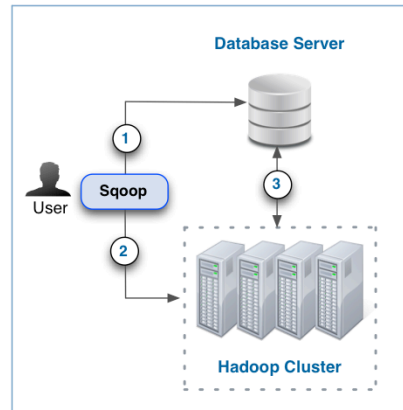 Database Server
1
Sqoop
User
3
2
Hadoop Cluster